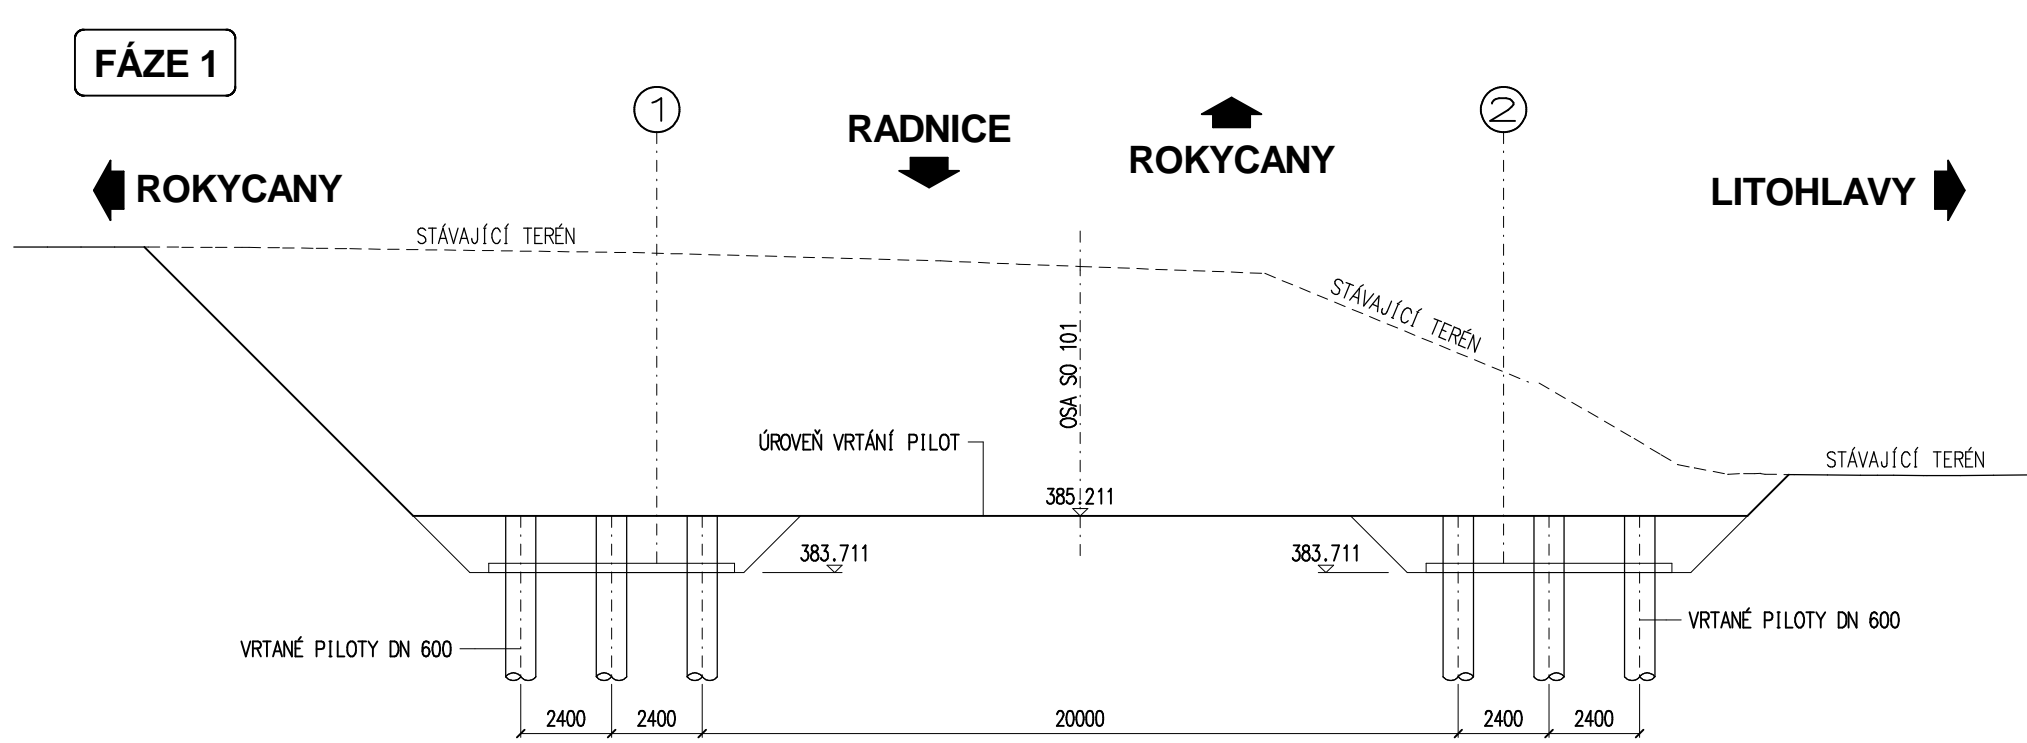 FÁZE 1
1
2
RADNICE
ROKYCANY
ROKYCANY
LITOHLAVY
STÁVAJÍCÍ TERÉN
STÁVAJÍCÍ TERÉN
OSA SO 101
ÚROVEŇ VRTÁNÍ PILOT
STÁVAJÍCÍ TERÉN
385.211
383.711
383.711
VRTANÉ PILOTY DN 600
VRTANÉ PILOTY DN 600
2400
2400
20000
2400
2400